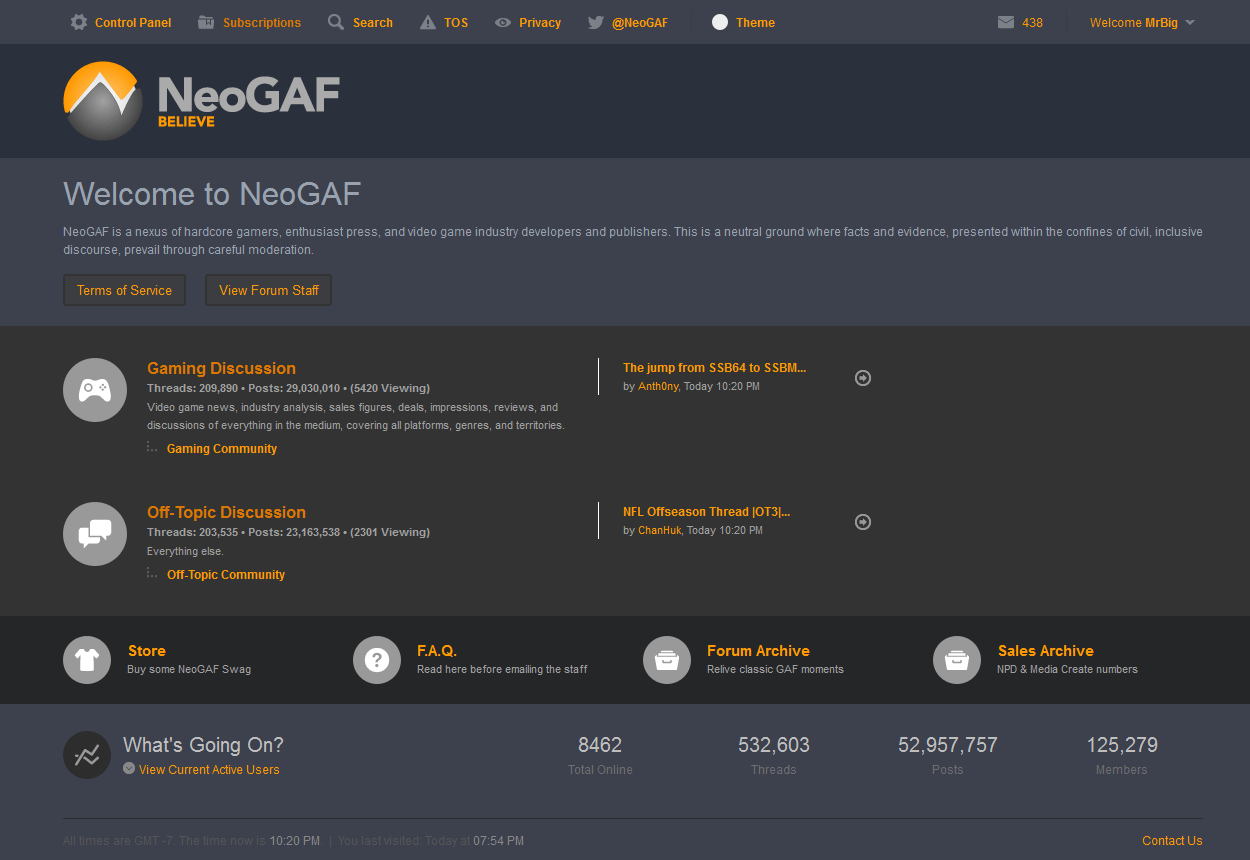 Control Panel Subscriptions Search TOS Privacy @NeoGAF Theme 438 Welcome MrBig
NeoGAF
BELIEVE
Welcome to NeoGAF
NeoGAF is a nexus of hardcore gamers, enthusiast press, and video game industry developers and publishers. This is a neutral ground where facts and evidence, presented within the confines of civil, inclusive
discourse, prevail through careful moderation.
Terms of Service View Forum Staff
Gaming Discussion
Threads: 209,890 • Posts: 29,030,010 • (5420 Viewing)
Video game news, industry analysis, sales figures, deals, impressions, reviews, and
discussions of everything in the medium, covering all platforms, genres, and territories.
Gaming Community
The jump from SSB64 to SSBM...
by Anth0ny, Today 10:20 PM
Off-Topic Discussion
Threads: 203,535 • Posts: 23,163,538 • (2301 Viewing)
Everything else.
Off-Topic Community
NFL Offseason Thread |OT3|...
by ChanHuk, Today 10:20 PM
Store
Buy some NeoGAF Swag
F.A.Q.
Read here before emailing the staff
Forum Archive
Relive classic GAF moments
Sales Archive
NPD & Media Create numbers
What's Going On?
View Current Active Users
8462
Total Online
532,603
Threads
52,957,757
Posts
125,279
Members
All times are GMT -7. The time now is 10:20 PM. | You last visited: Today at 07:54 PM
Contact Us